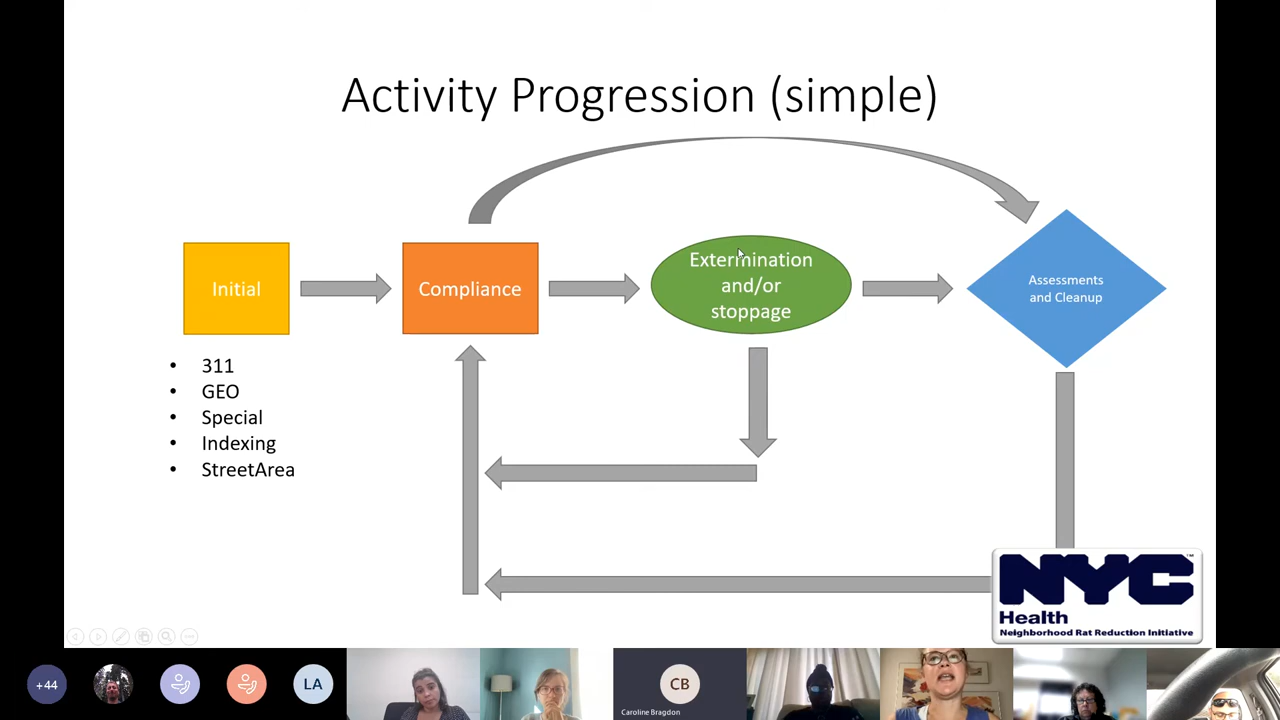 Activity Progression (simple)
Initial
Compliance
Extermination
and/or
stoppage
Assessments
and Cleanup
• 311
• GEO
• Special
• Indexing
• StreetArea
NYC™
Health
Neighborhood Rat Reduction Initiative
+44
LA
CB
Caroline Bragdon